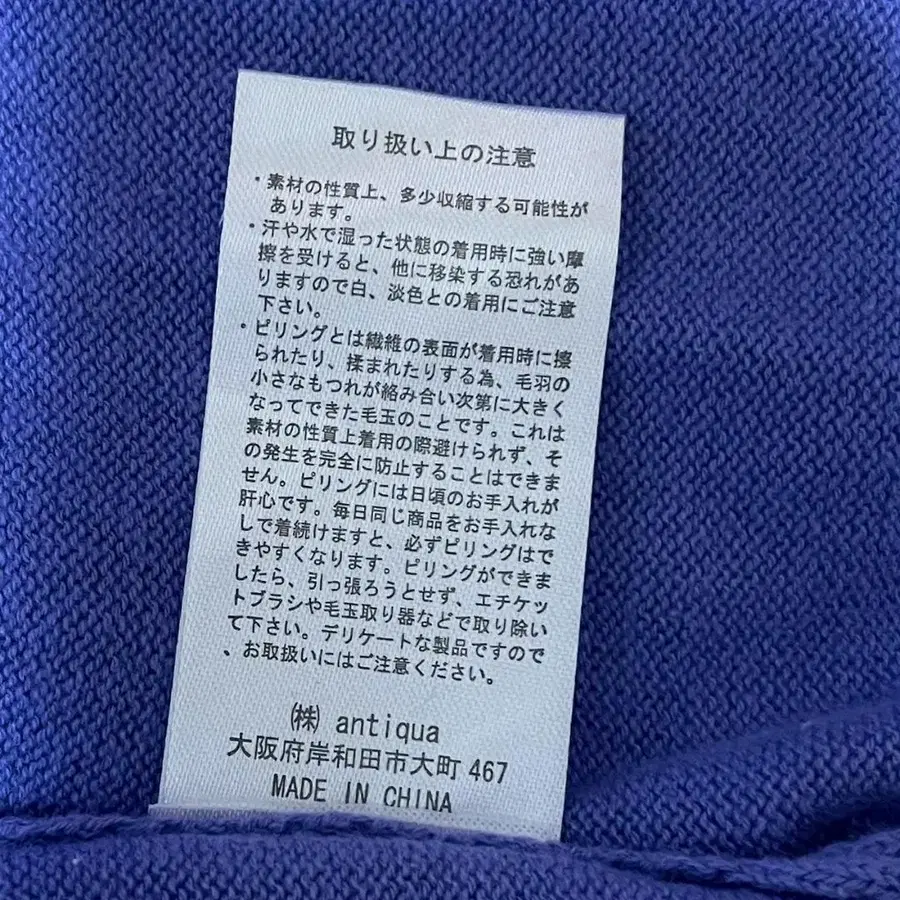 取り扱い上の注意
・素材の性質上、多少収縮する可能性が
あります。
・汗や水で湿った状態の着用時に強い摩
擦を受けると、他に移染する恐れがあ
りますので白、淡色との着用にご注意
下さい。
・ピリングとは繊維の表面が着用時に擦
られたり、揉まれたりする為、毛羽の
小さなもつれが絡み合い次第に大きく
なってできた毛玉のことです。これは
素材の性質上着用の際避けられず、そ
の発生を完全に防止することはできま
せん。ピリングには日頃のお手入れが
肝心です。毎日同じ商品をお手入れな
しで着続けますと、必ずピリングはで
きやすくなります。ピリングができま
したら、引っ張ろうとせず、エチケッ
トブラシや毛玉取り器などで取り除い
て下さい。デリケートな製品ですので
、お取扱いにはご注意ください。
㈱ antiqua
大阪府岸和田市大町 467
MADE IN CHINA